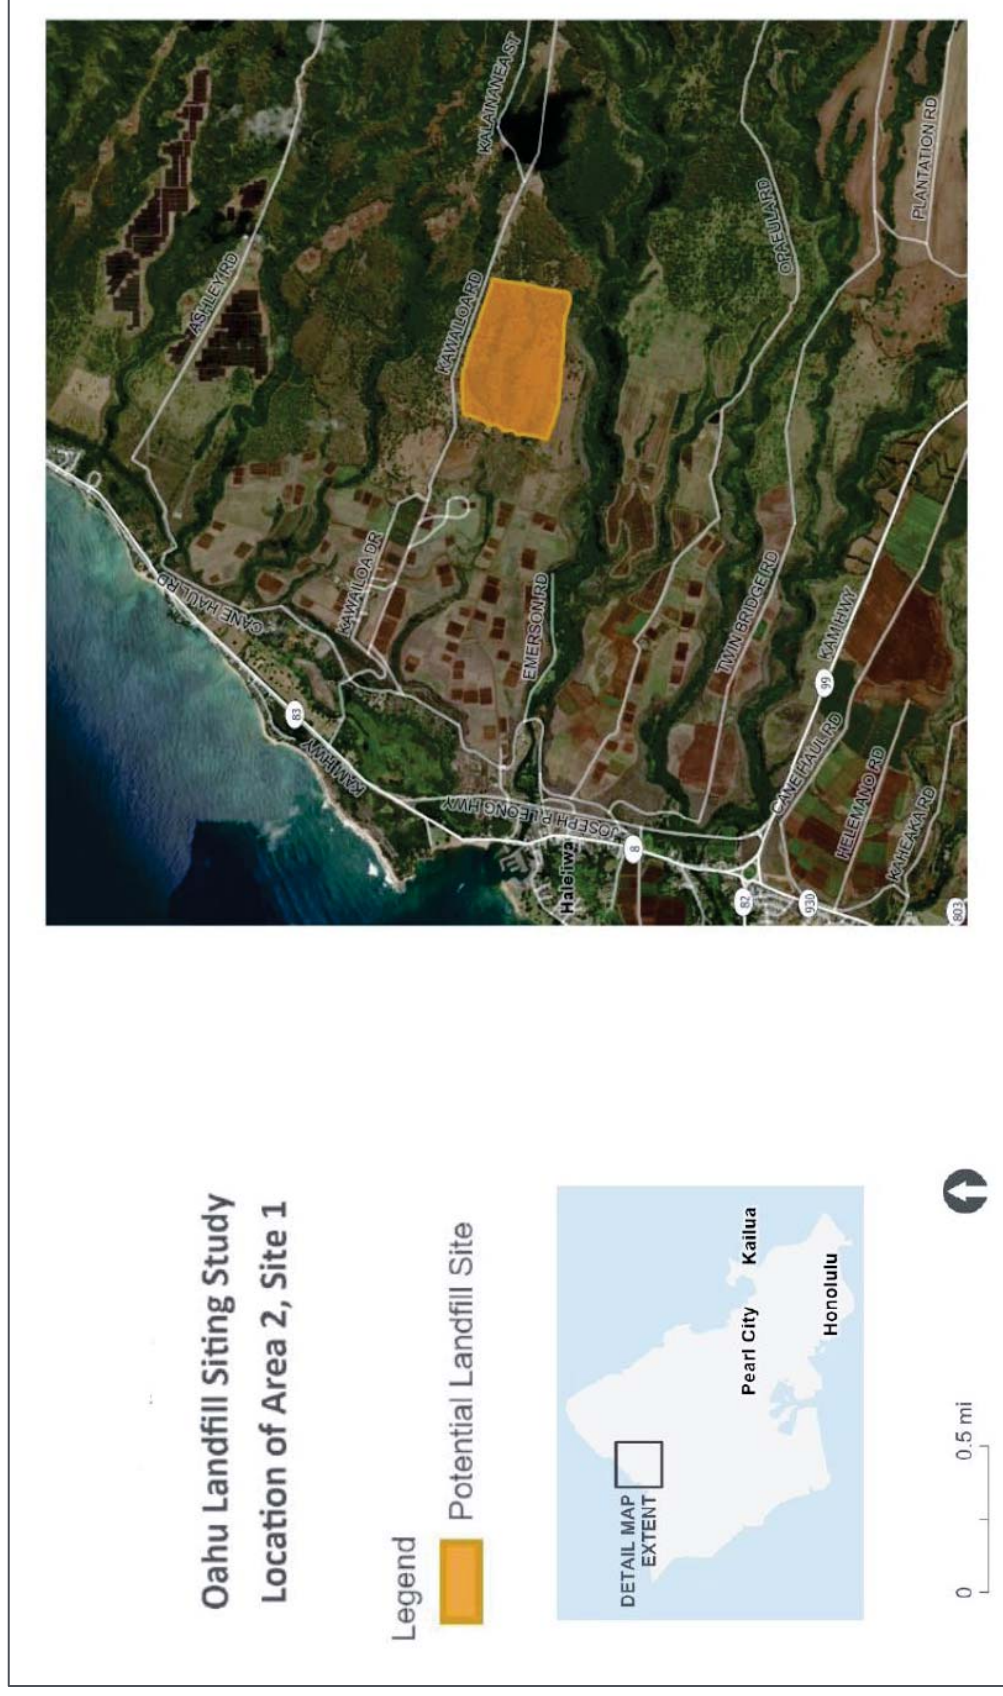 Oahu Landfill Siting Study
Location of Area 2, Site 1
Legend
Potential Landfill Site
DETAIL MAP
EXTENT
Pearl City
Kailua
Honolulu
0
0.5 mi
ASHLEY RD
KALAINANEA ST
KAWAILOA RD
CANE HAUL RD
KAWAILOA DR
83
KAM HWY
EMERSON RD
OPAEULA RD
PLANTATION RD
JOSEPH P. LEONG HWY
Hale'iwa
8
TWIN BRIDGE RD
99
KAM HWY
CANE HAUL RD
82
930
HELEMANO RD
KAHEAKA RD
803